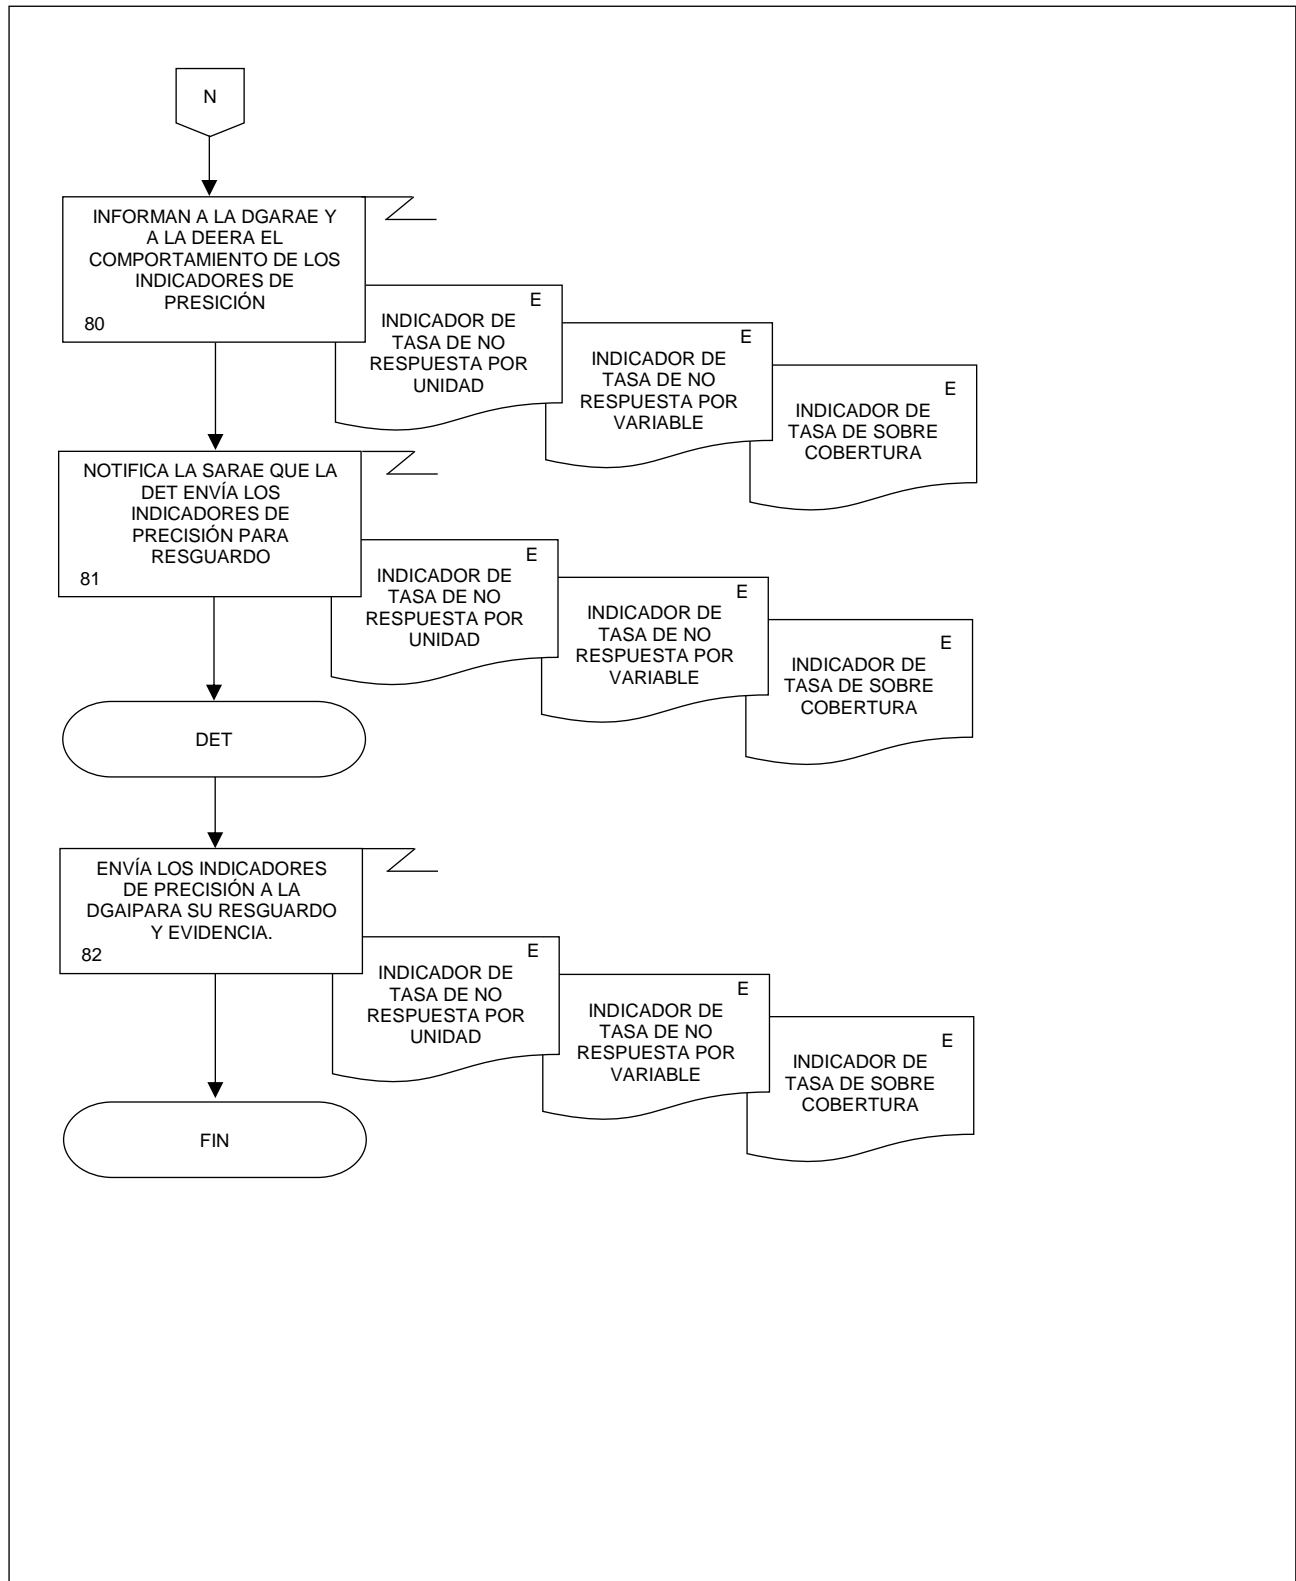 N
INFORMAN A LA DGARAE Y
A LA DEERA EL
COMPORTAMIENTO DE LOS
INDICADORES DE
PRESICIÓN
80
E
INDICADOR DE
TASA DE NO
RESPUESTA POR
UNIDAD
E
INDICADOR DE
TASA DE NO
RESPUESTA POR
VARIABLE
E
INDICADOR DE
TASA DE SOBRE
COBERTURA
NOTIFICA LA SARAE QUE LA
DET ENVÍA LOS
INDICADORES DE
PRECISIÓN PARA
RESGUARDO
81
E
INDICADOR DE
TASA DE NO
RESPUESTA POR
UNIDAD
E
INDICADOR DE
TASA DE NO
RESPUESTA POR
VARIABLE
E
INDICADOR DE
TASA DE SOBRE
COBERTURA
DET
ENVÍA LOS INDICADORES
DE PRECISIÓN A LA
DGAIPARA SU RESGUARDO
Y EVIDENCIA.
82
E
INDICADOR DE
TASA DE NO
RESPUESTA POR
UNIDAD
E
INDICADOR DE
TASA DE NO
RESPUESTA POR
VARIABLE
E
INDICADOR DE
TASA DE SOBRE
COBERTURA
FIN